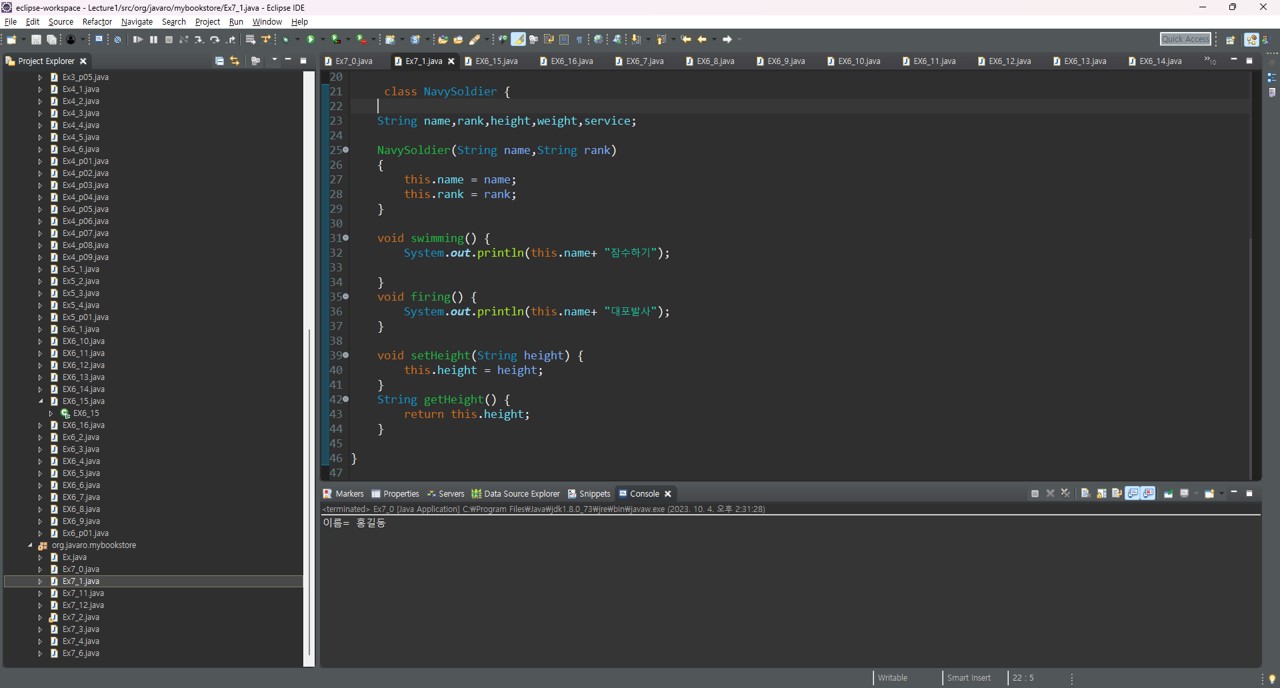 eclipse-workspace - Lecture1/src/org/javaro/mybookstore/Ex7_1.java - Eclipse IDE
File Edit Source Refactor Navigate Search Project Run Window Help
Quick Access
Project Explorer
Ex7_0.java Ex7_1.java EX6_15.java EX6_16.java EX6_7.java EX6_8.java EX6_9.java EX6_10.java EX6_11.java EX6_12.java EX6_13.java EX6_14.java
Ex3_p05.java
Ex4_1.java
Ex4_2.java
Ex4_3.java
Ex4_4.java
Ex4_5.java
Ex4_6.java
Ex4_p01.java
Ex4_p02.java
Ex4_p03.java
Ex4_p04.java
Ex4_p05.java
Ex4_p06.java
Ex4_p07.java
Ex4_p08.java
Ex4_p09.java
Ex5_1.java
Ex5_2.java
Ex5_3.java
Ex5_4.java
Ex5_p01.java
Ex6_1.java
EX6_10.java
EX6_11.java
EX6_12.java
EX6_13.java
EX6_14.java
EX6_15.java
EX6_15
EX6_16.java
Ex6_2.java
Ex6_3.java
EX6_4.java
EX6_5.java
EX6_6.java
EX6_7.java
EX6_8.java
EX6_9.java
Ex6_p01.java
org.javaro.mybookstore
Ex.java
Ex7_0.java
Ex7_1.java
Ex7_11.java
Ex7_12.java
Ex7_2.java
Ex7_3.java
Ex7_4.java
Ex7_6.java
20
21 class NavySoldier {
22
23 String name,rank,height,weight,service;
24
25 NavySoldier(String name,String rank)
26 {
27 this.name = name;
28 this.rank = rank;
29 }
30
31 void swimming() {
32 System.out.println(this.name+ "잠수하기");
33
34 }
35 void firing() {
36 System.out.println(this.name+ "대포발사");
37 }
38
39 void setHeight(String height) {
40 this.height = height;
41 }
42 String getHeight() {
43 return this.height;
44 }
45
46 }
47
Markers Properties Servers Data Source Explorer Snippets Console
<terminated> Ex7_0 [Java Application] C:₩Program Files₩Java₩jdk1.8.0_73₩jre₩bin₩javaw.exe (2023. 10. 4. 오후 2:31:28)
이름= 홍길동
Writable Smart Insert 22 : 5